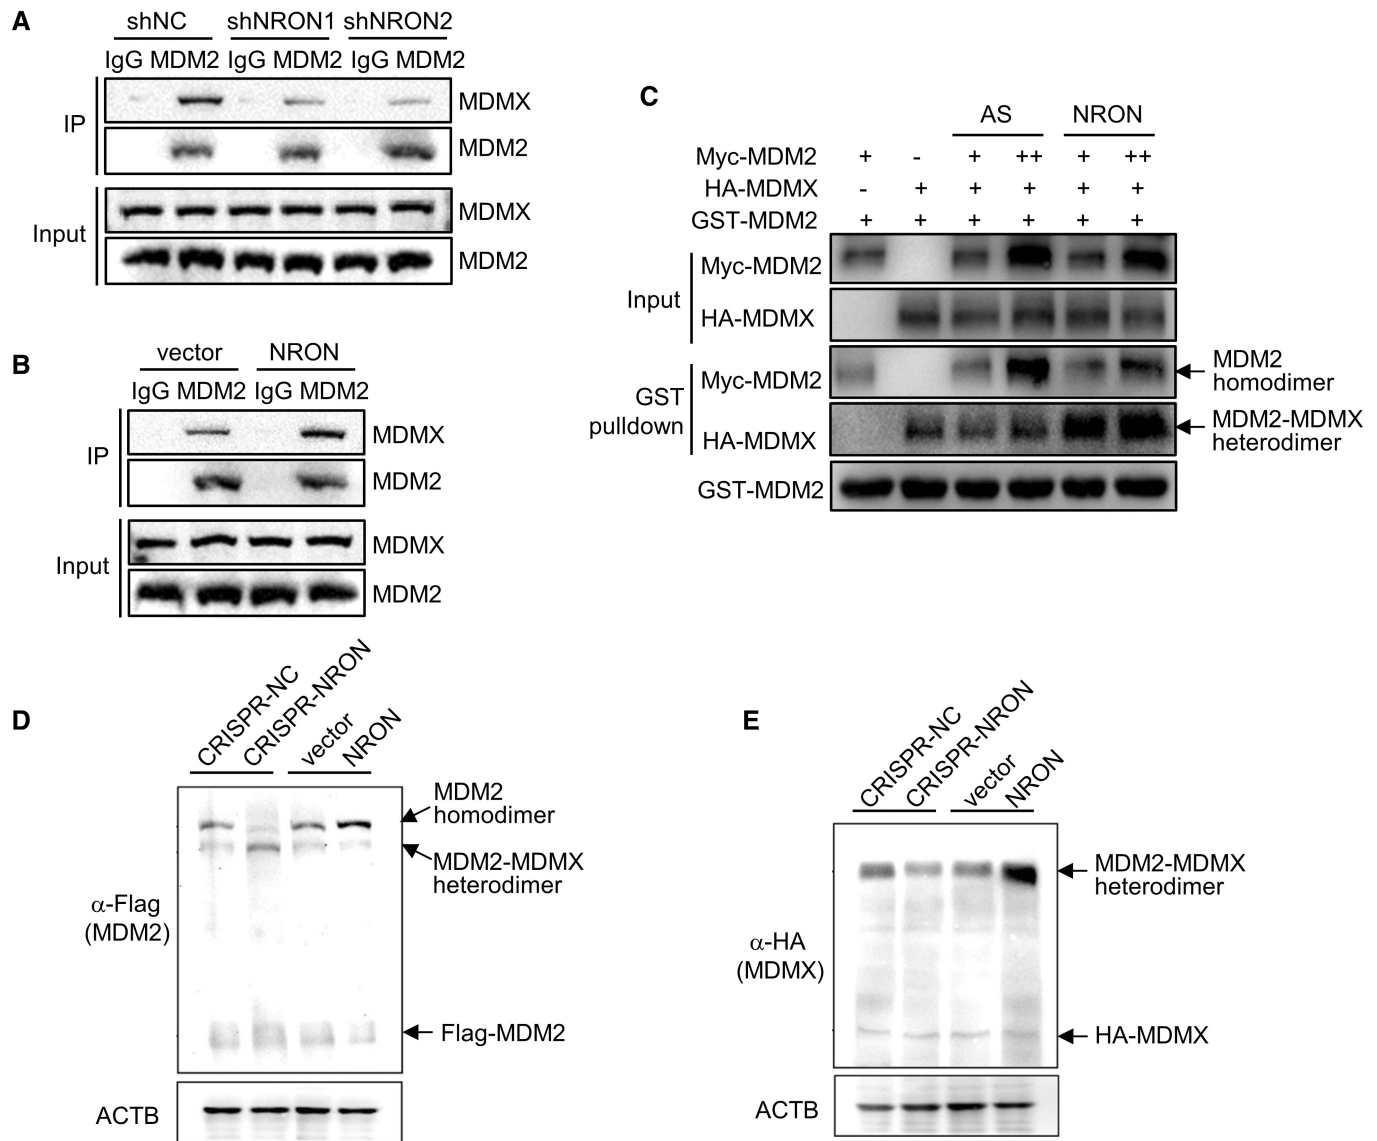 A
shNC shNRON1 shNRON2
IgG MDM2 IgG MDM2 IgG MDM2
IP
MDMX
MDM2
Input
MDMX
MDM2
B
vector NRON
IgG MDM2 IgG MDM2
IP
MDMX
MDM2
Input
MDMX
MDM2
C
AS NRON
Myc-MDM2 + - + ++ + ++
HA-MDMX - + + + + +
GST-MDM2 + + + + + +
Input
Myc-MDM2
HA-MDMX
GST
pulldown
Myc-MDM2
HA-MDMX
GST-MDM2
MDM2
homodimer
MDM2-MDMX
heterodimer
D
CRISPR-NC
CRISPR-NRON
vector
NRON
α-Flag
(MDM2)
MDM2
homodimer
MDM2-MDMX
heterodimer
Flag-MDM2
ACTB
E
CRISPR-NC
CRISPR-NRON
vector
NRON
α-HA
(MDMX)
MDM2-MDMX
heterodimer
HA-MDMX
ACTB